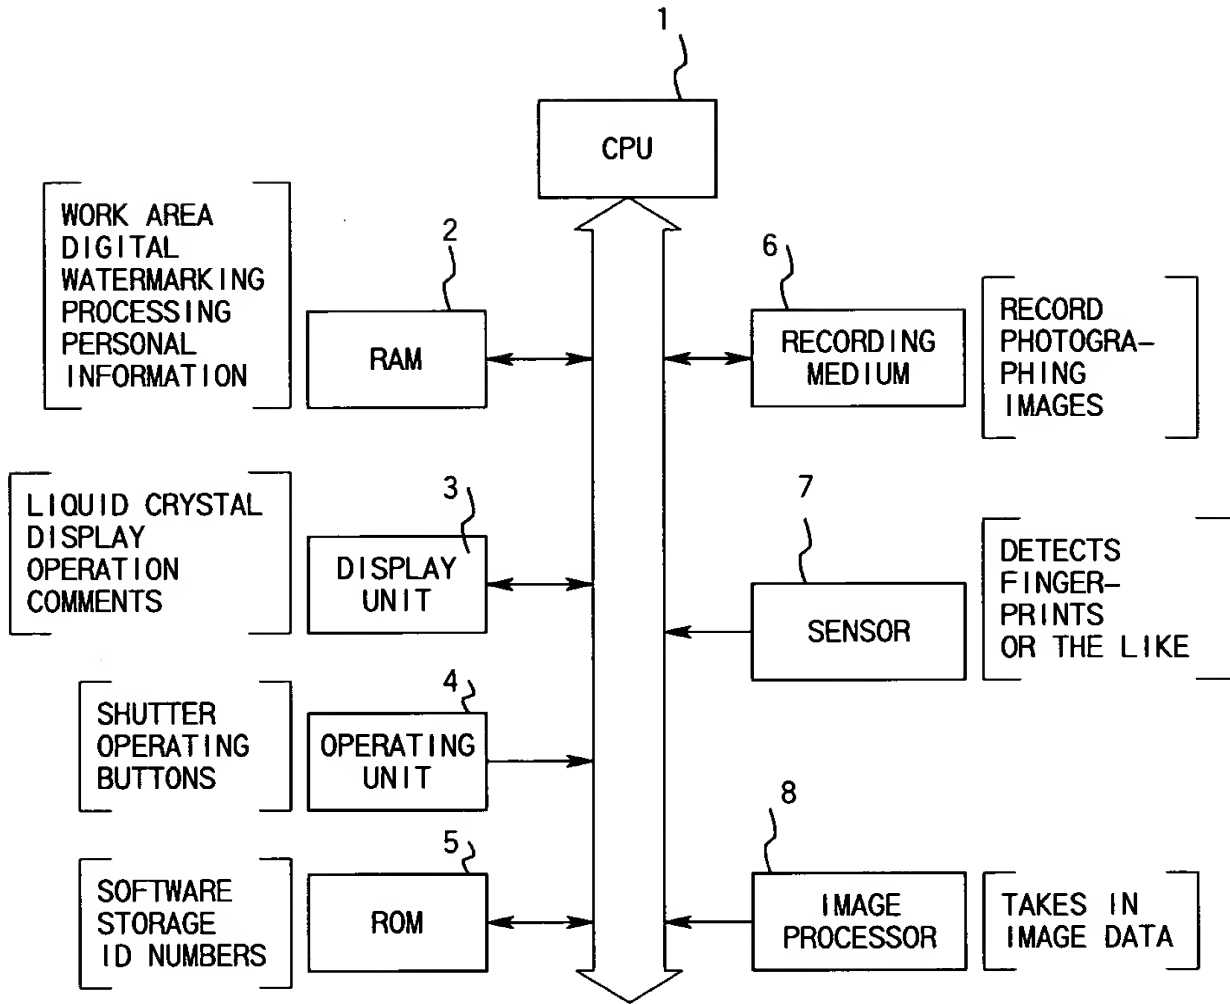 1
CPU
WORK AREA
DIGITAL
WATERMARKING
PROCESSING
PERSONAL
INFORMATION
2
RAM
6
RECORDING
MEDIUM
RECORD
PHOTOGRA-
PHING
IMAGES
LIQUID CRYSTAL
DISPLAY
OPERATION
COMMENTS
3
DISPLAY
UNIT
7
SENSOR
DETECTS
FINGER-
PRINTS
OR THE LIKE
SHUTTER
OPERATING
BUTTONS
4
OPERATING
UNIT
SOFTWARE
STORAGE
ID NUMBERS
5
ROM
8
IMAGE
PROCESSOR
TAKES IN
IMAGE DATA